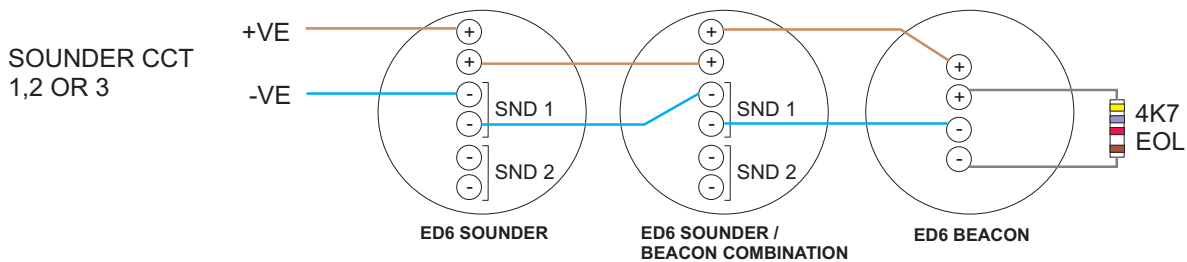 SOUNDER CCT
1,2 OR 3
+VE
-VE
+
+
-
-
-
-
SND 1
SND 2
ED6 SOUNDER
+
+
-
-
-
-
SND 1
SND 2
ED6 SOUNDER /
BEACON COMBINATION
+
+
-
-
ED6 BEACON
4K7
EOL